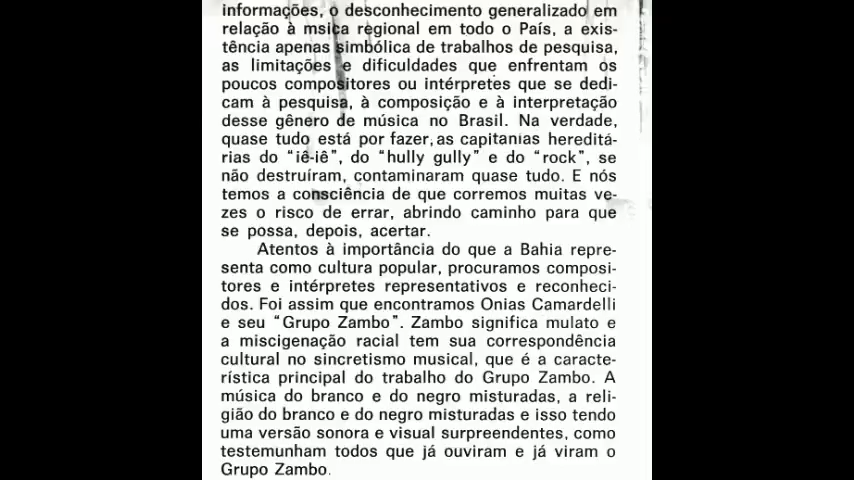 informações, o desconhecimento generalizado em
relação à msica regional em todo o País, a exis-
tência apenas simbólica de trabalhos de pesquisa,
as limitações e dificuldades que enfrentam os
poucos compositores ou intérpretes que se dedi-
cam à pesquisa, à composição e à interpretação
desse gênero de música no Brasil. Na verdade,
quase tudo está por fazer, as capitanias hereditá-
rias do "iê-iê", do "hully gully" e do "rock", se
não destruíram, contaminaram quase tudo. E nós
temos a consciência de que corremos muitas ve-
zes o risco de errar, abrindo caminho para que
se possa, depois, acertar.
Atentos à importância do que a Bahia repre-
senta como cultura popular, procuramos composi-
tores e intérpretes representativos e reconheci-
dos. Foi assim que encontramos Onias Camardelli
e seu "Grupo Zambo". Zambo significa mulato e
a miscigenação racial tem sua correspondência
cultural no sincretismo musical, que é a caracte-
rística principal do trabalho do Grupo Zambo. A
música do branco e do negro misturadas, a reli-
gião do branco e do negro misturadas e isso tendo
uma versão sonora e visual surpreendentes, como
testemunham todos que já ouviram e já viram o
Grupo Zambo.